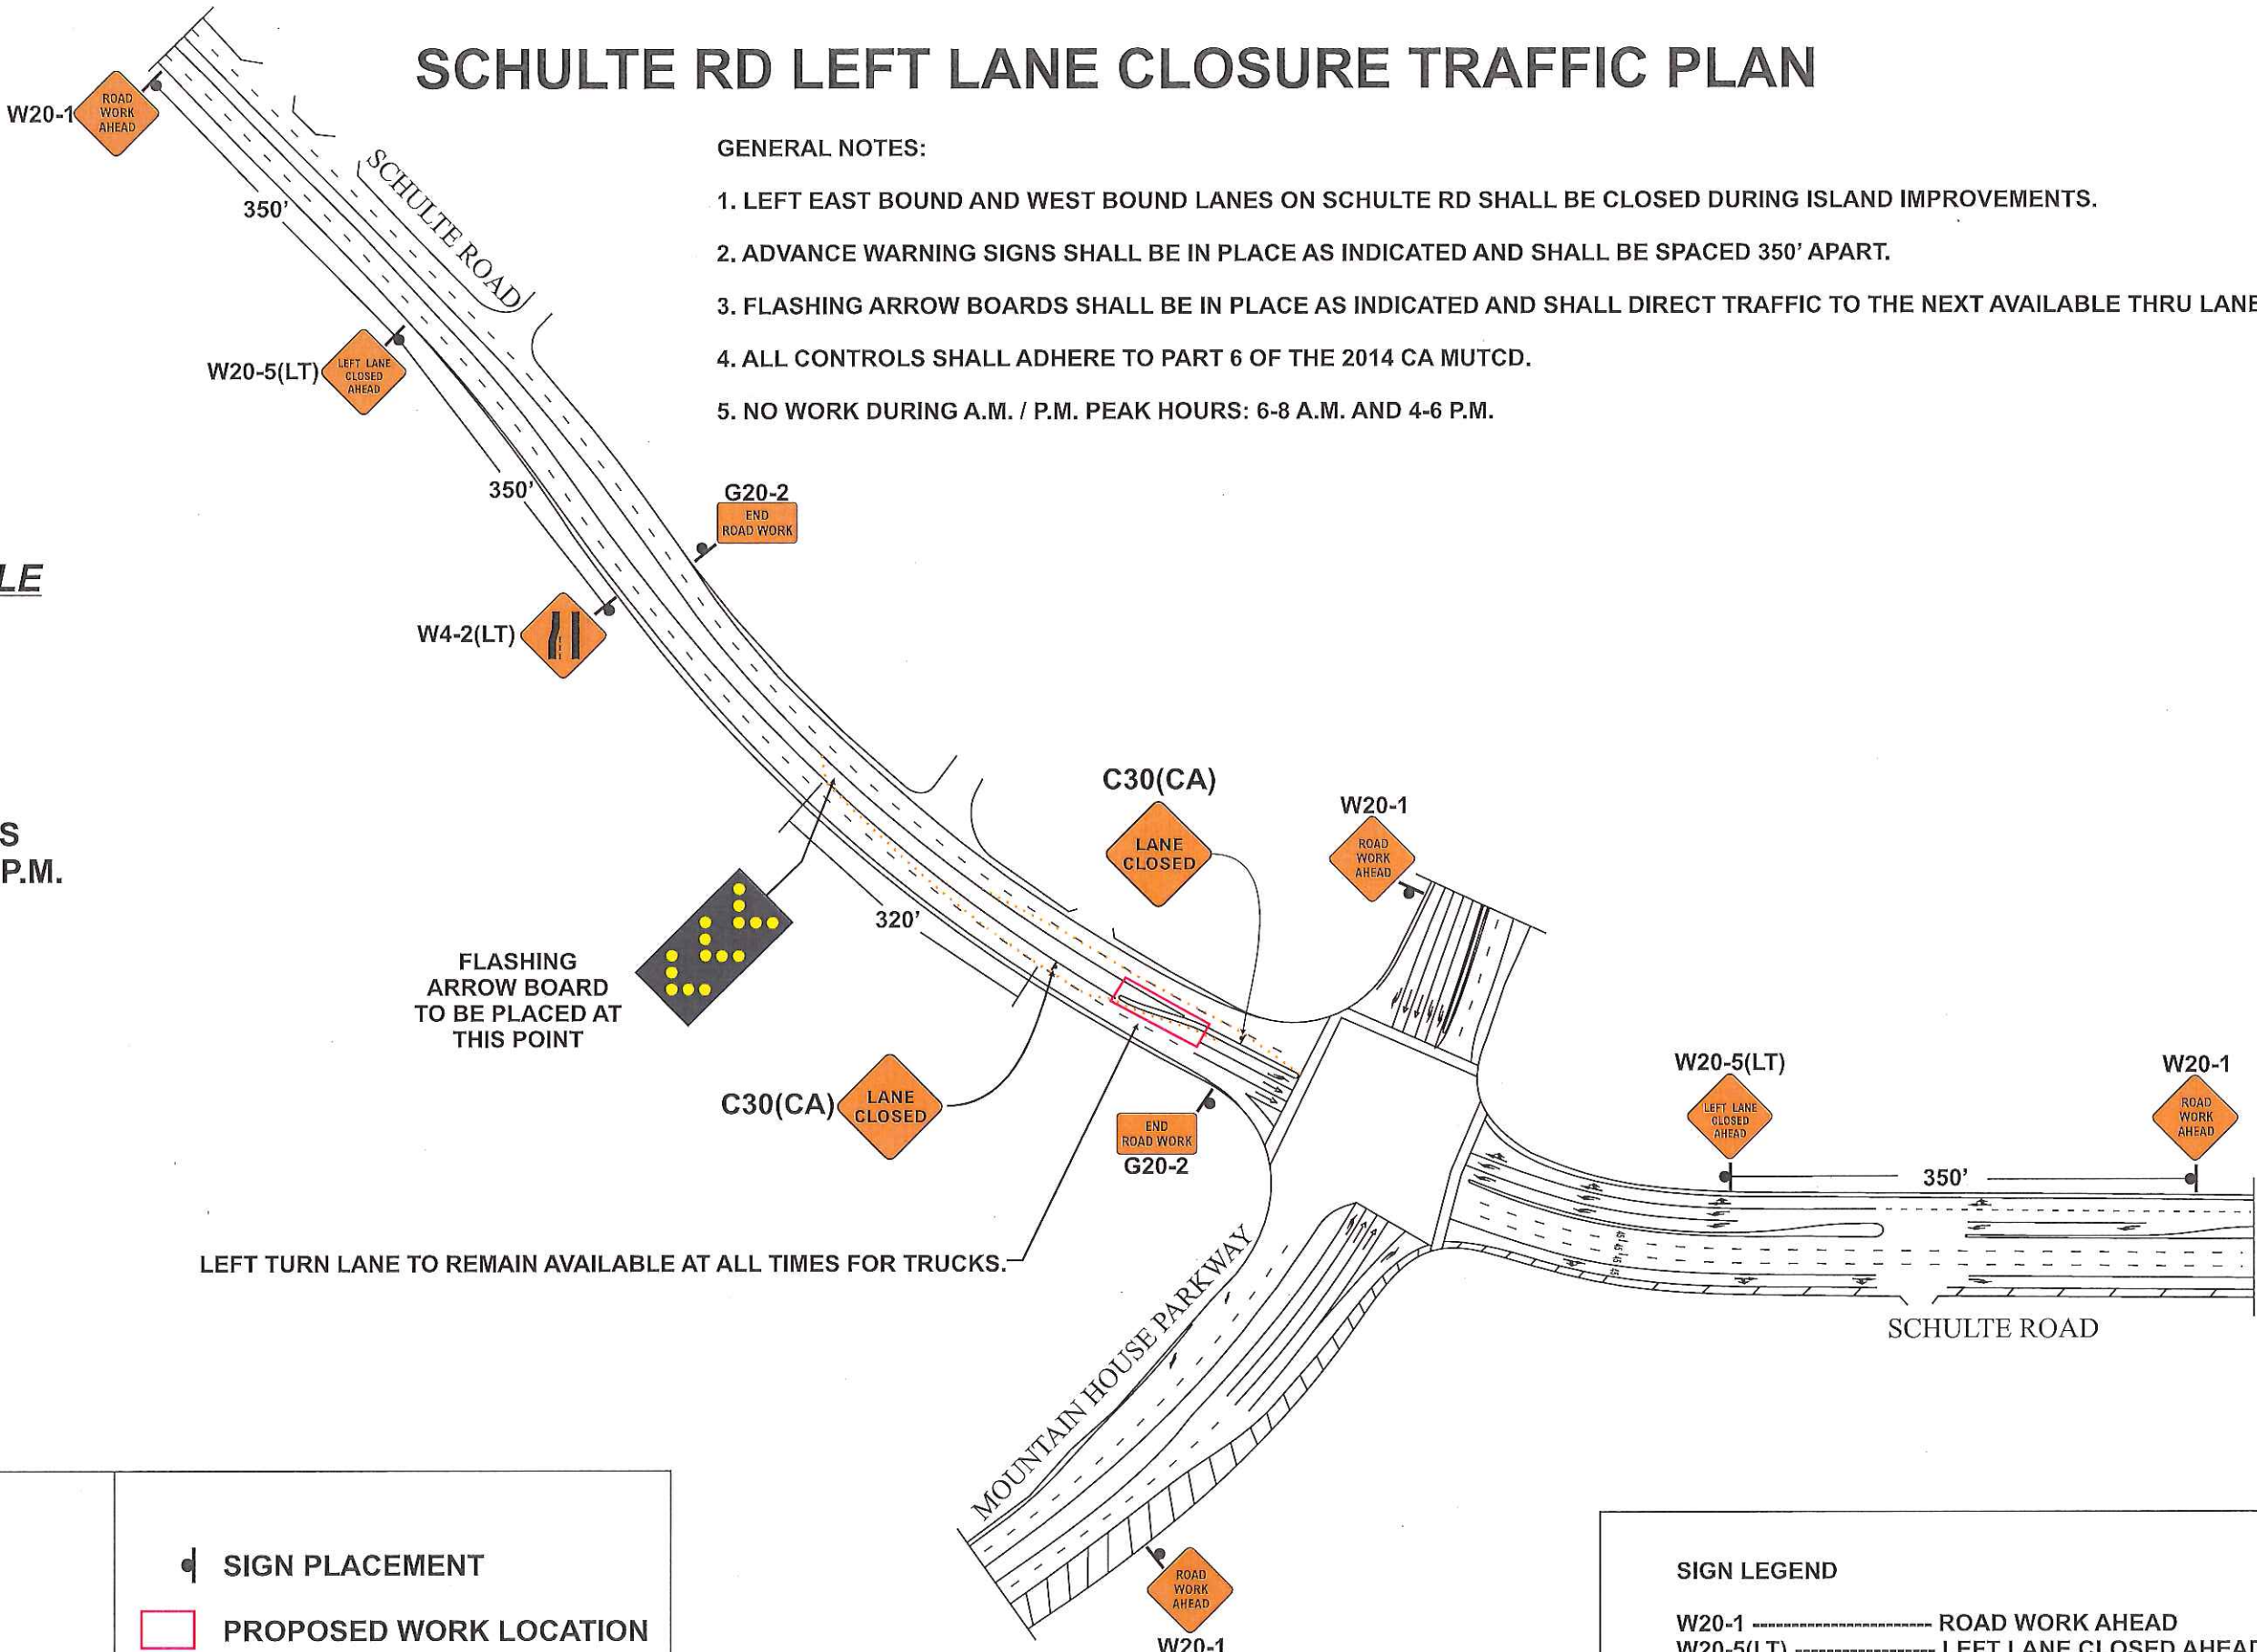 SCHULTE RD LEFT LANE CLOSURE TRAFFIC PLAN
GENERAL NOTES:
1. LEFT EAST BOUND AND WEST BOUND LANES ON SCHULTE RD SHALL BE CLOSED DURING ISLAND IMPROVEMENTS.
2. ADVANCE WARNING SIGNS SHALL BE IN PLACE AS INDICATED AND SHALL BE SPACED 350' APART.
3. FLASHING ARROW BOARDS SHALL BE IN PLACE AS INDICATED AND SHALL DIRECT TRAFFIC TO THE NEXT AVAILABLE THRU LANE
4. ALL CONTROLS SHALL ADHERE TO PART 6 OF THE 2014 CA MUTCD.
5. NO WORK DURING A.M. / P.M. PEAK HOURS: 6-8 A.M. AND 4-6 P.M.
W20-1
ROAD
WORK
AHEAD
350'
SCHULTE ROAD
W20-5(LT)
LEFT LANE
CLOSED
AHEAD
350'
G20-2
END
ROAD WORK
LE
W4-2(LT)
S
P.M.
C30(CA)
LANE
CLOSED
W20-1
ROAD
WORK
AHEAD
320'
FLASHING
ARROW BOARD
TO BE PLACED AT
THIS POINT
C30(CA)
LANE
CLOSED
END
ROAD WORK
G20-2
W20-5(LT)
LEFT LANE
CLOSED
AHEAD
W20-1
ROAD
WORK
AHEAD
350'
LEFT TURN LANE TO REMAIN AVAILABLE AT ALL TIMES FOR TRUCKS.
SCHULTE ROAD
MOUNTAIN HOUSE PARKWAY
SIGN PLACEMENT
PROPOSED WORK LOCATION
ROAD
WORK
AHEAD
W20-1
SIGN LEGEND
W20-1 ------------------------- ROAD WORK AHEAD
W20-5(LT) ------------------- LEFT LANE CLOSED AHEAD